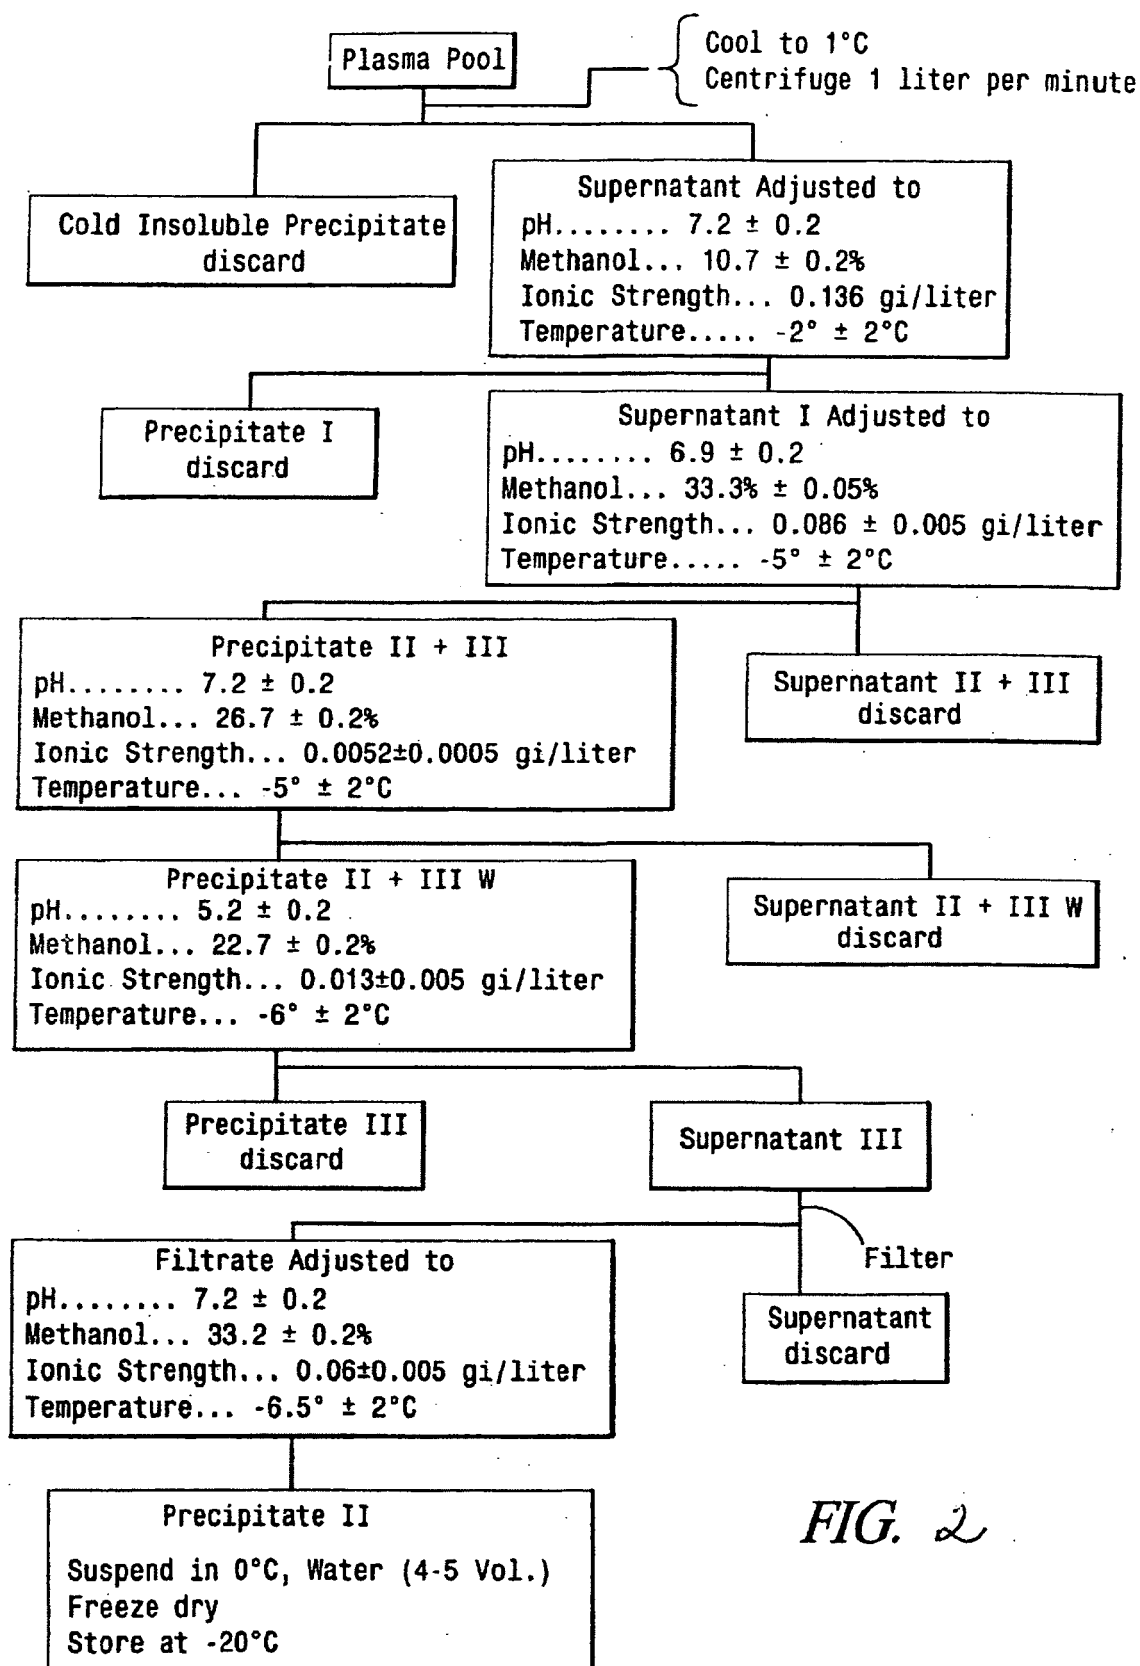 Plasma Pool
Cool to 1°C
Centrifuge 1 liter per minute
Cold Insoluble Precipitate
discard
Supernatant Adjusted to
pH........ 7.2 ± 0.2
Methanol... 10.7 ± 0.2%
Ionic Strength... 0.136 gi/liter
Temperature..... -2° ± 2°C
Precipitate I
discard
Supernatant I Adjusted to
pH........ 6.9 ± 0.2
Methanol... 33.3% ± 0.05%
Ionic Strength... 0.086 ± 0.005 gi/liter
Temperature..... -5° ± 2°C
Precipitate II + III
pH........ 7.2 ± 0.2
Methanol... 26.7 ± 0.2%
Ionic Strength... 0.0052±0.0005 gi/liter
Temperature... -5° ± 2°C
Supernatant II + III
discard
Precipitate II + III W
pH........ 5.2 ± 0.2
Methanol... 22.7 ± 0.2%
Ionic Strength... 0.013±0.005 gi/liter
Temperature... -6° ± 2°C
Supernatant II + III W
discard
Precipitate III
discard
Supernatant III
Filter
Filtrate Adjusted to
pH........ 7.2 ± 0.2
Methanol... 33.2 ± 0.2%
Ionic Strength... 0.06±0.005 gi/liter
Temperature... -6.5° ± 2°C
Supernatant
discard
Precipitate II
Suspend in 0°C, Water (4-5 Vol.)
Freeze dry
Store at -20°C
FIG. 2